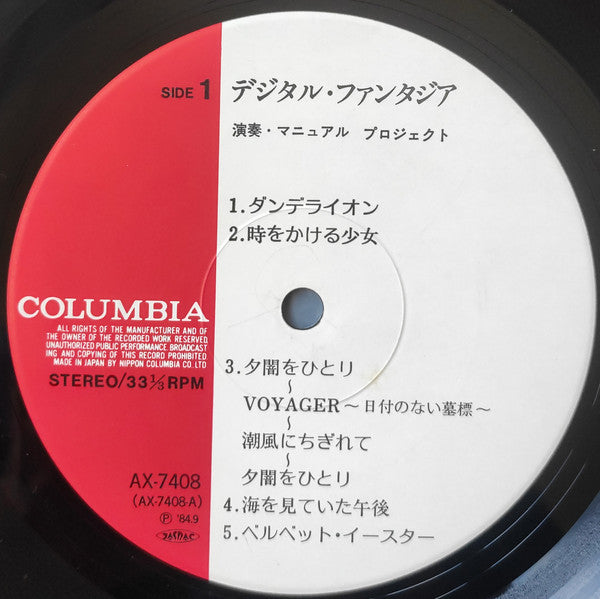 SIDE 1
デジタル・ファンタジア
演奏・マニュアル プロジェクト
1.ダンデライオン
2.時をかける少女
COLUMBIA
ALL RIGHTS OF THE MANUFACTURER AND OF
THE OWNER OF THE RECORDED WORK RESERVED
UNAUTHORIZED PUBLIC PERFORMANCE BROADCAST
ING AND COPYING OF THIS RECORD PROHIBITED
MADE IN JAPAN BY NIPPON COLUMBIA CO. LTD
STEREO/33 1/3 RPM
3.夕闇をひとり
~
VOYAGER~日付のない墓標~
~
潮風にちぎれて
~
夕闇をひとり
4.海を見ていた午後
5.ベルベット・イースター
AX-7408
(AX-7408-A)
Ⓟ '84.9
JASRAC